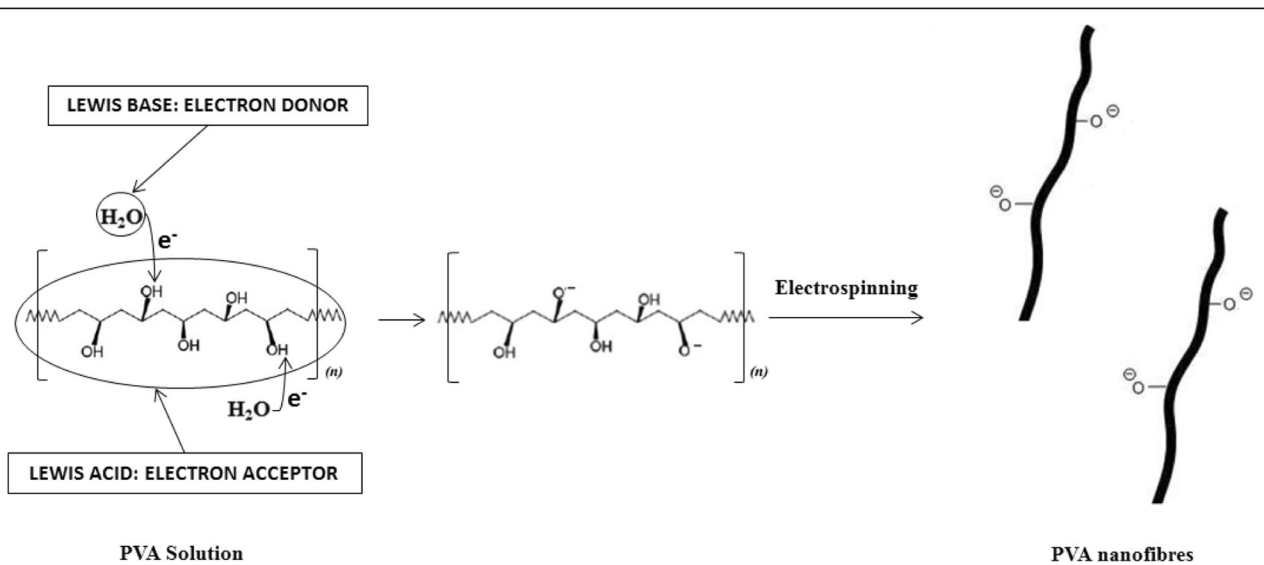 LEWIS BASE: ELECTRON DONOR
H₂O
e⁻
OH
OH
OH
OH
OH
(n)
H₂O
e⁻
LEWIS ACID: ELECTRON ACCEPTOR
PVA Solution
O⁻
OH
OH
OH
O⁻
(n)
Electrospinning
O ⊖
⊖ O
O ⊖
⊖ O
PVA nanofibres